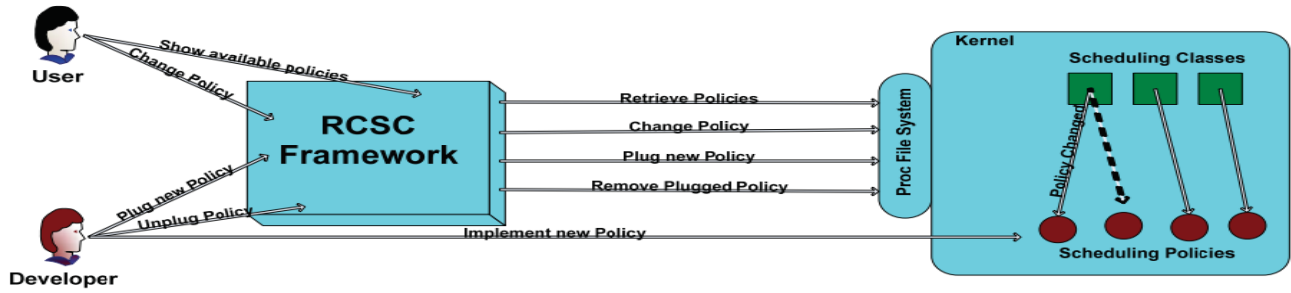 User
Show available policies
Change Policy
RCSC
Framework
Plug new Policy
Unplug Policy
Developer
Retrieve Policies
Change Policy
Plug new Policy
Remove Plugged Policy
Implement new Policy
Proc File System
Kernel
Scheduling Classes
Policy Changed
Scheduling Policies